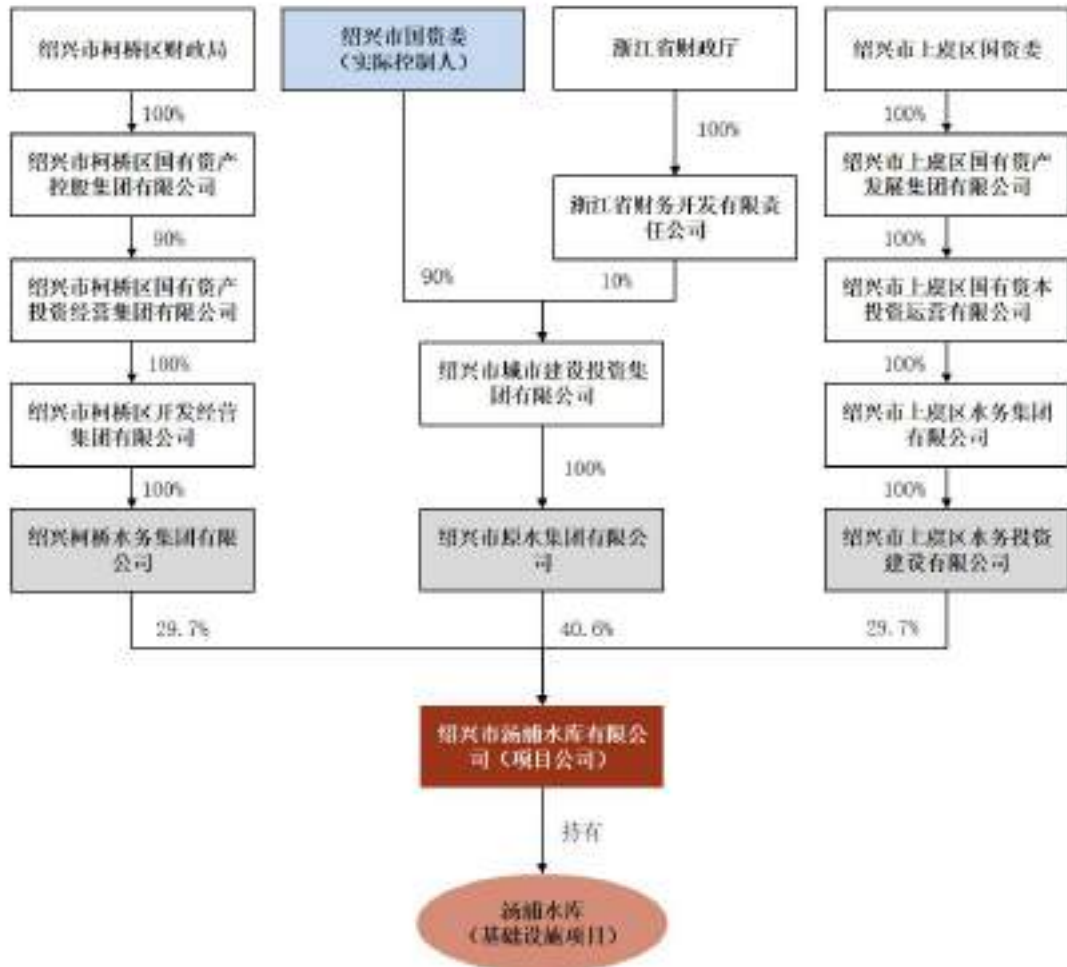 绍兴市柯桥区财政局
绍兴市国资委
（实际控制人）
浙江省财政厅
绍兴市上虞区国资委
100%
100%
100%
绍兴市柯桥区国有资产
控股集团有限公司
浙江省财务开发有限责
任公司
绍兴市上虞区国有资产
发展集团有限公司
90%
90%
10%
100%
绍兴市柯桥区国有资产
投资经营集团有限公司
绍兴市城市建设投资集
团有限公司
绍兴市上虞区国有资本
投资运营有限公司
100%
100%
绍兴市柯桥区开发经营
集团有限公司
绍兴市上虞区水务集团
有限公司
100%
100%
100%
绍兴柯桥水务集团有限
公司
绍兴市原水集团有限公
司
绍兴市上虞区水务投资
建设有限公司
29.7%
40.6%
29.7%
绍兴市汤浦水库有限公
司（项目公司）
持有
汤浦水库
（基础设施项目）